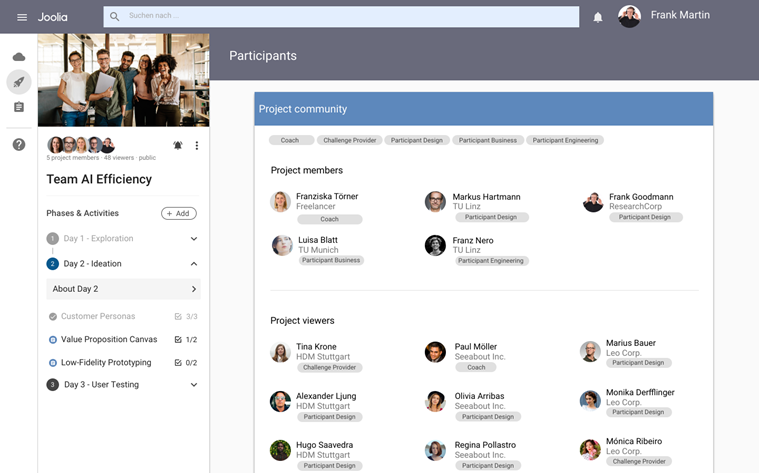 Joolia
Suchen nach ...
Frank Martin
Participants
5 project members · 48 viewers · public
Team AI Efficiency
Phases & Activities
+ Add
1 Day 1 - Exploration
2 Day 2 - Ideation
About Day 2
Customer Personas 3/3
Value Proposition Canvas 1/2
Low-Fidelity Prototyping 0/2
3 Day 3 - User Testing
Project community
Coach Challenge Provider Participant Design Participant Business Participant Engineering
Project members
Franziska Törner
Freelancer
Coach
Markus Hartmann
TU Linz
Participant Design
Frank Goodmann
ResearchCorp
Participant Design
Luisa Blatt
TU Munich
Participant Business
Franz Nero
TU Linz
Participant Engineering
Project viewers
Tina Krone
HDM Stuttgart
Challenge Provider
Paul Möller
Seeabout Inc.
Coach
Marius Bauer
Leo Corp.
Participant Design
Alexander Ljung
HDM Stuttgart
Participant Design
Olivia Arribas
Seeabout Inc.
Participant Design
Monika Derfflinger
Leo Corp.
Participant Design
Hugo Saavedra
HDM Stuttgart
Participant Design
Regina Pollastro
Seeabout Inc.
Participant Design
Mónica Ribeiro
Leo Corp.
Challenge Provider